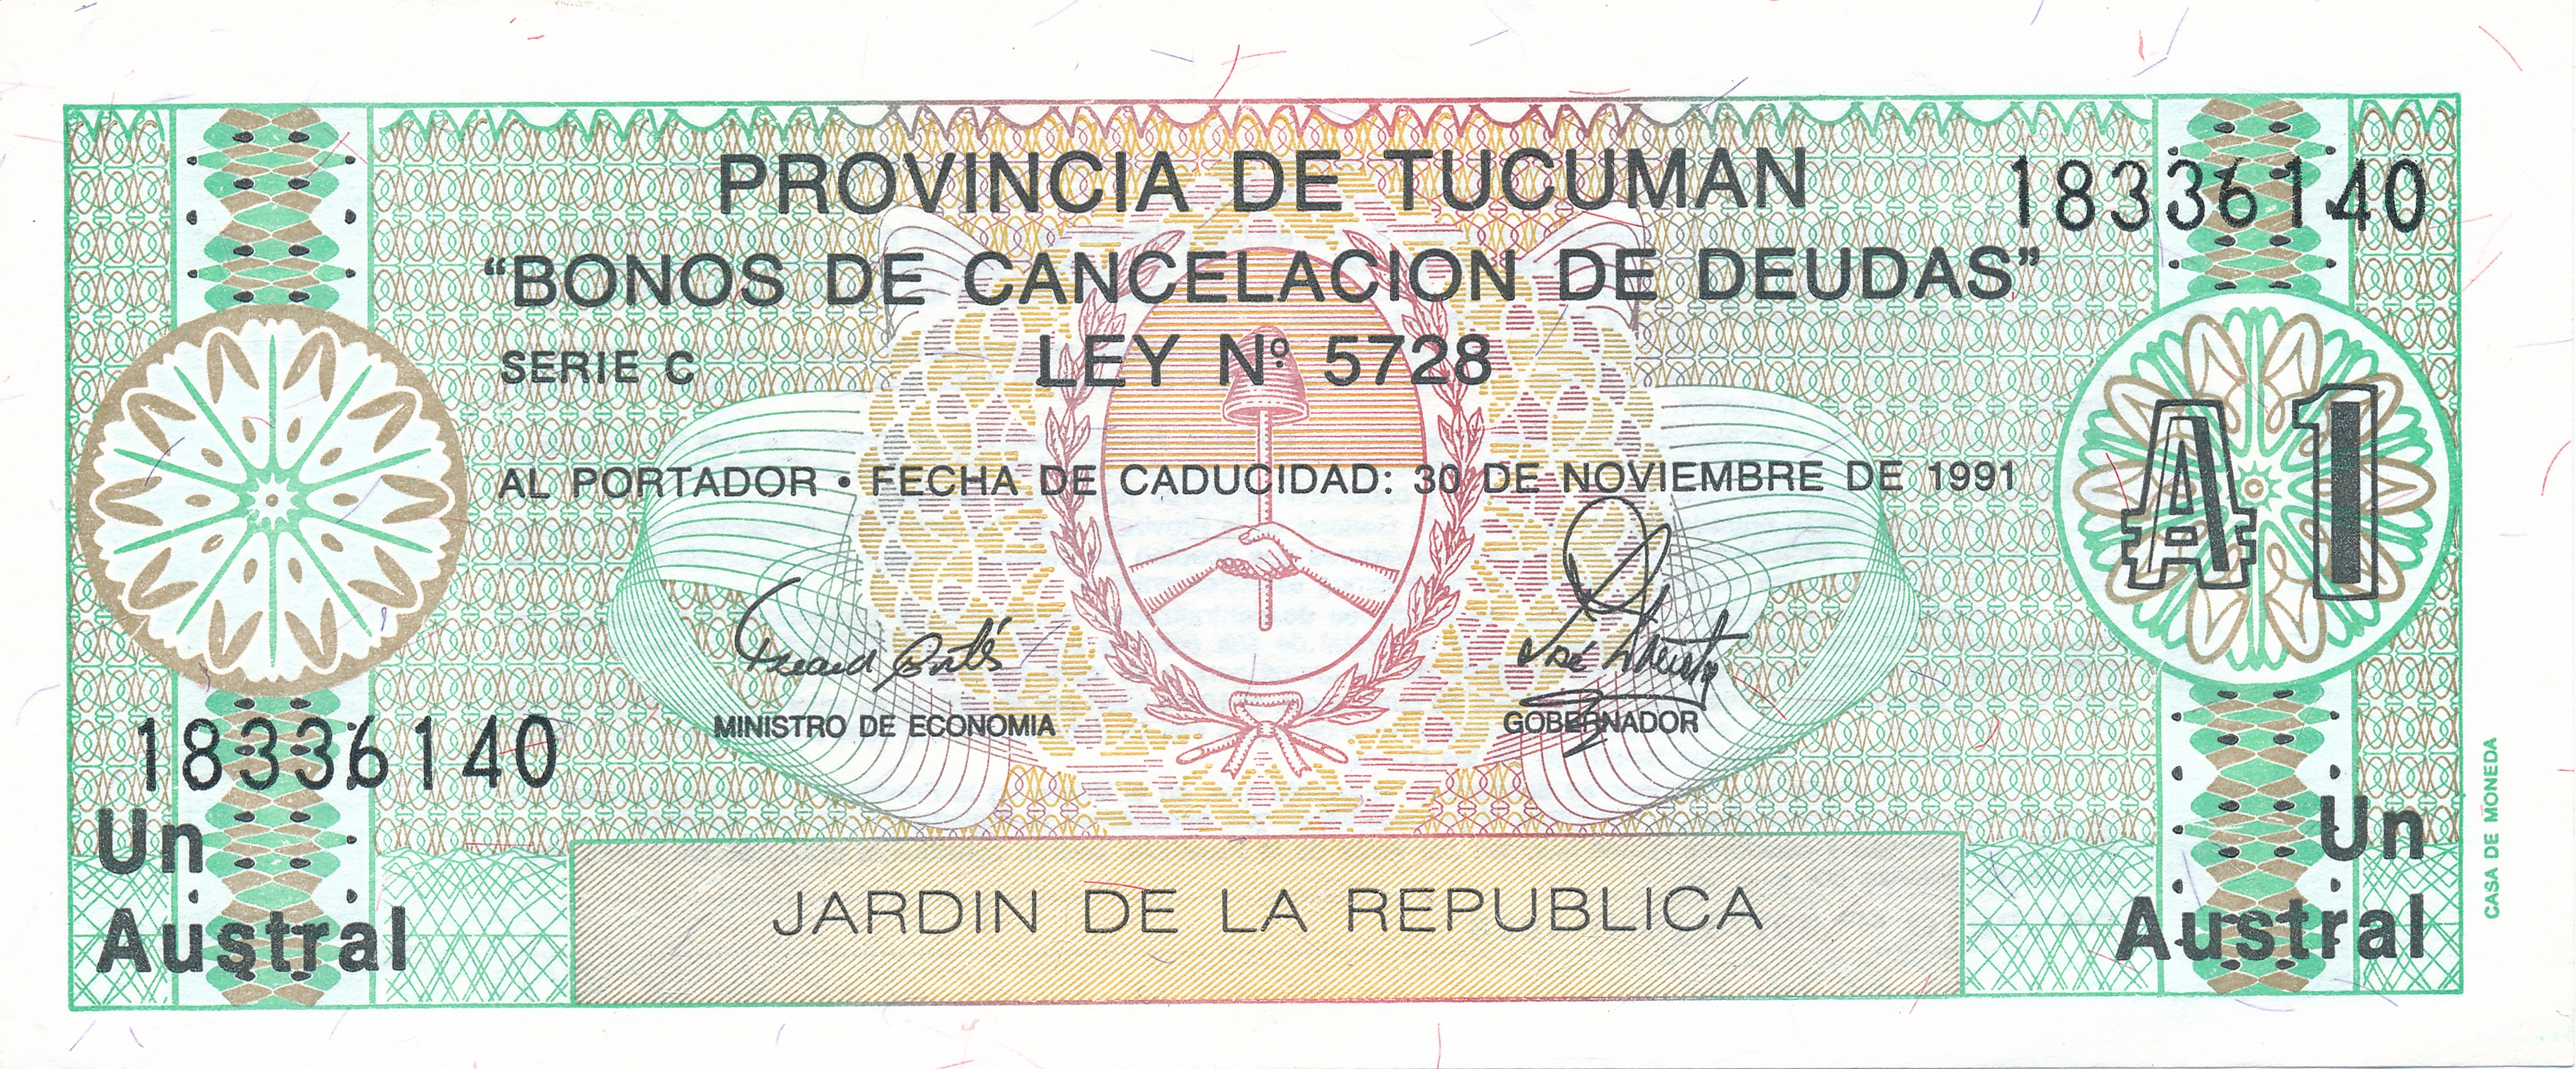 PROVINCIA DE TUCUMAN
18336140
“BONOS DE CANCELACION DE DEUDAS”
SERIE C
LEY Nº 5728
₳ 1
AL PORTADOR • FECHA DE CADUCIDAD: 30 DE NOVIEMBRE DE 1991
MINISTRO DE ECONOMIA
GOBERNADOR
18336140
Un
Austral
Un
Austral
JARDIN DE LA REPUBLICA
CASA DE MONEDA